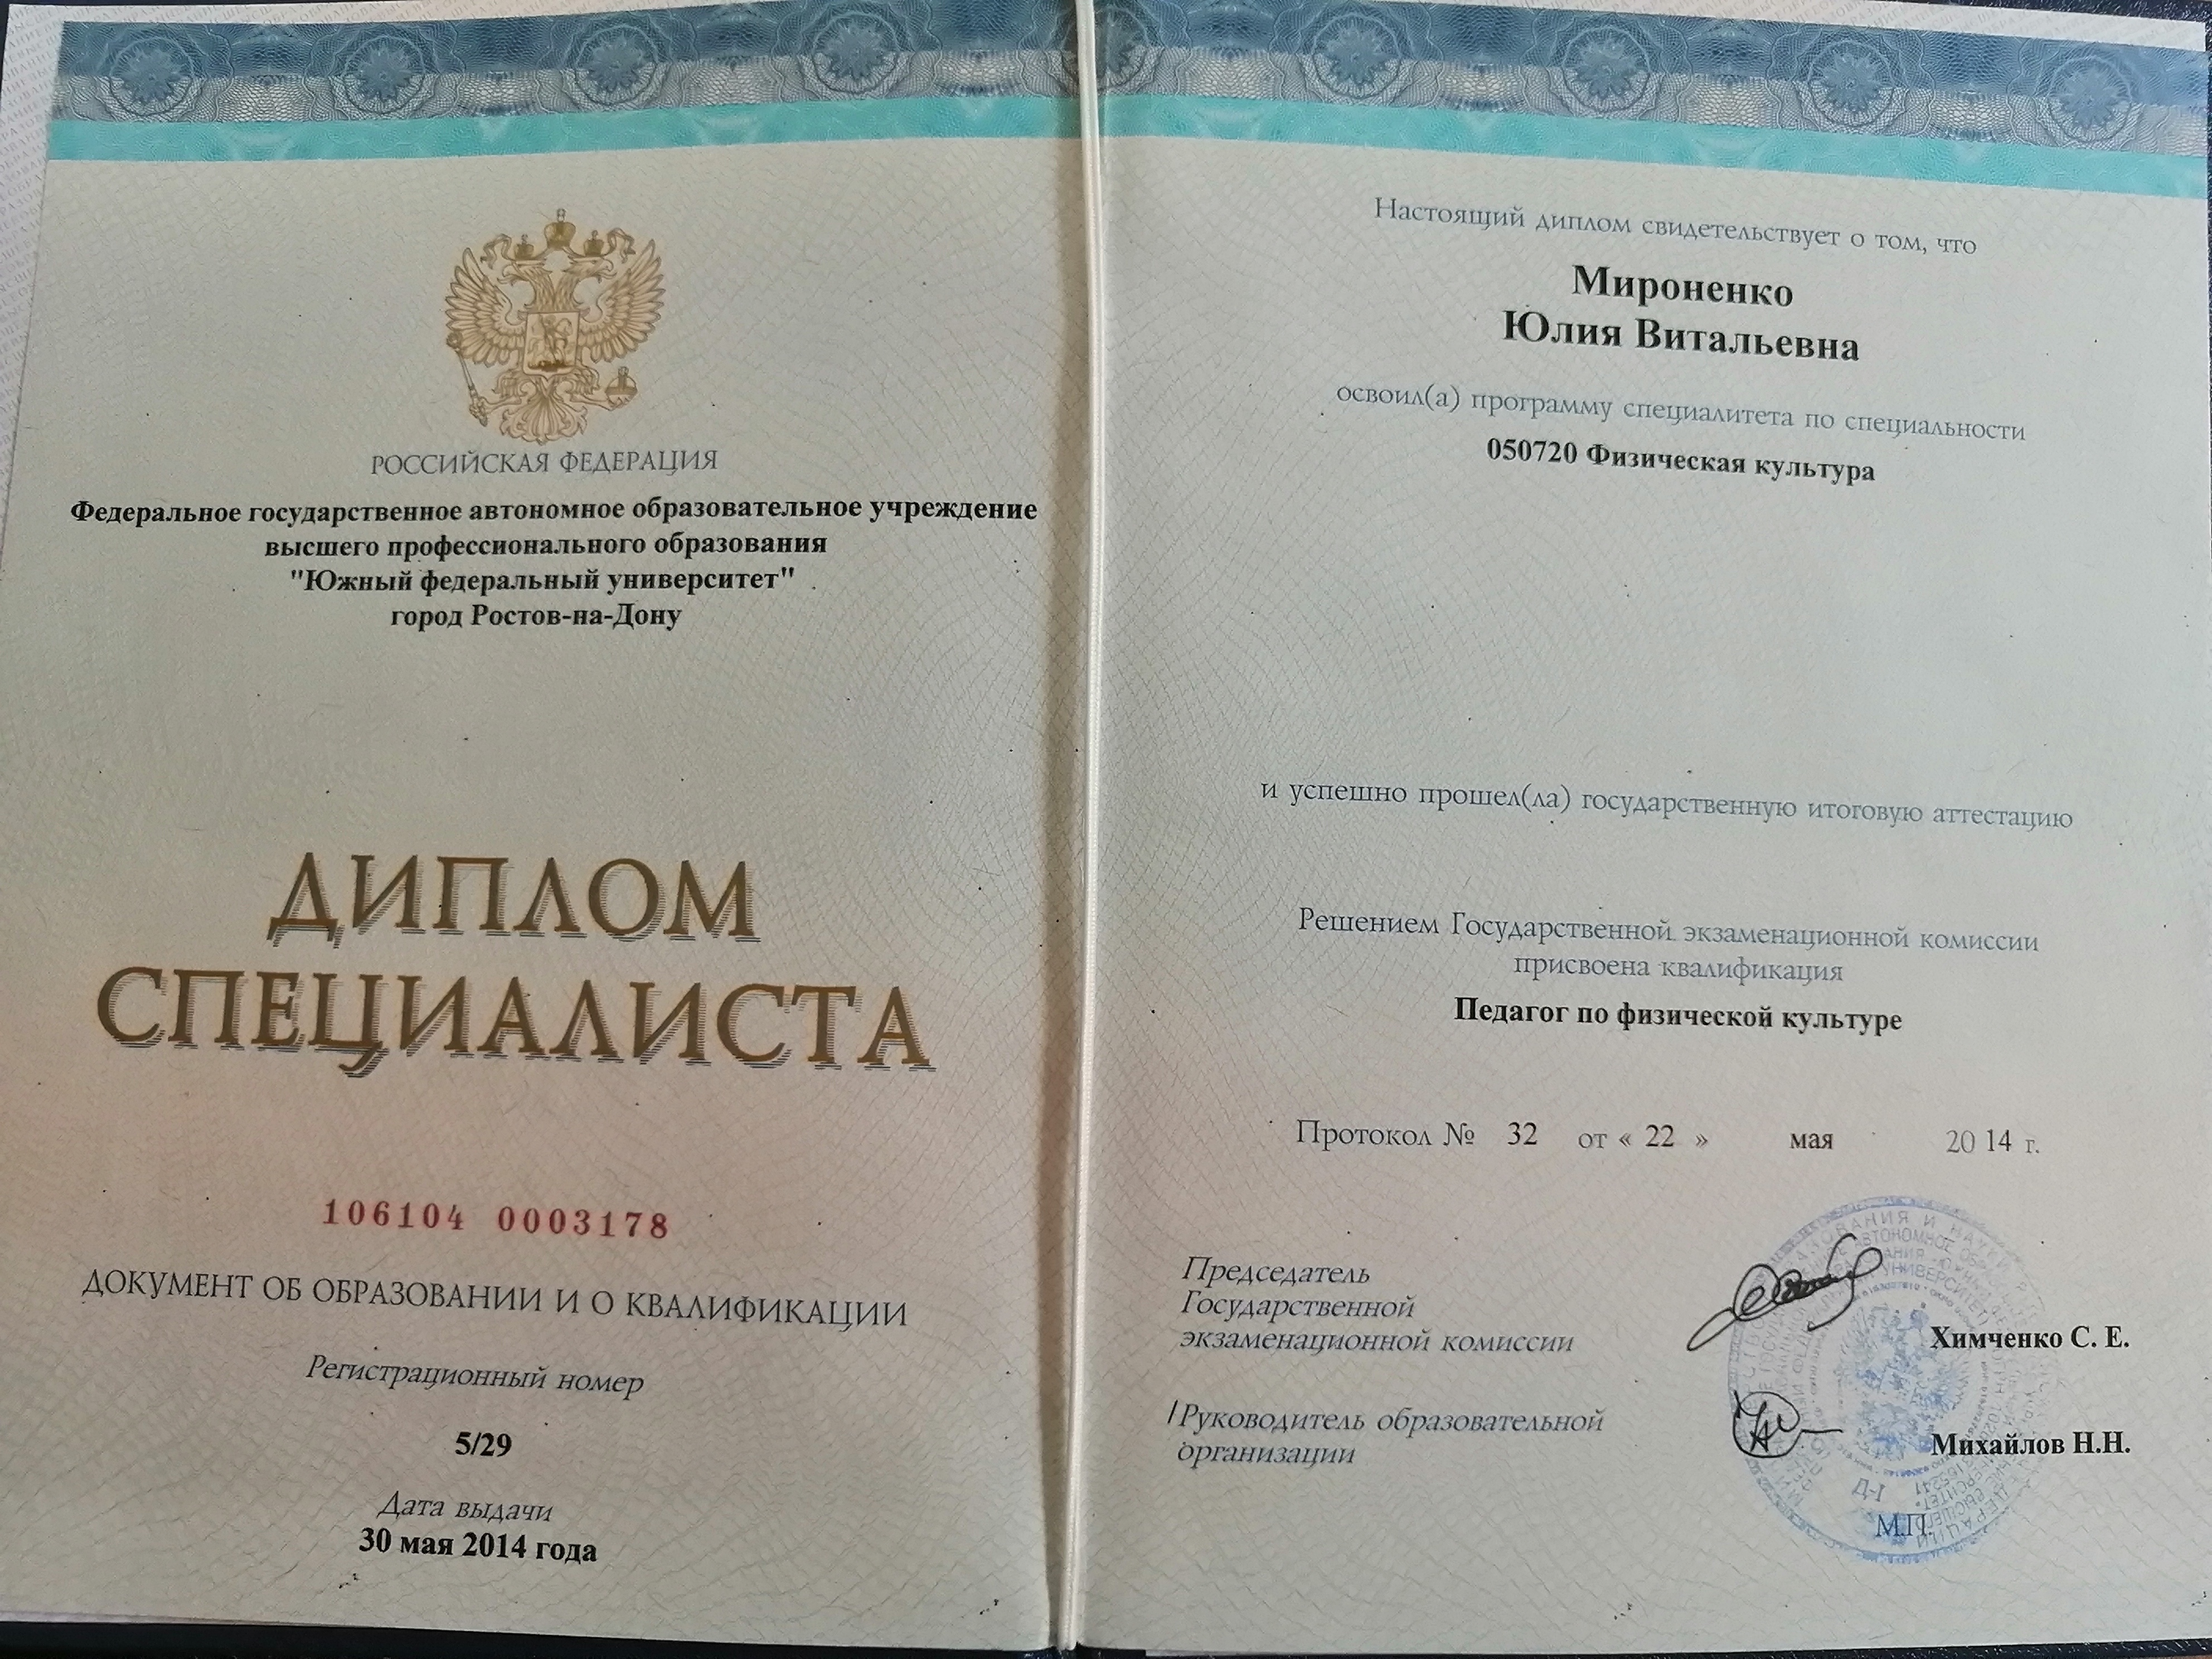 РОССИЙСКАЯ ФЕДЕРАЦИЯ
Федеральное государственное автономное образовательное учреждение
высшего профессионального образования
"Южный федеральный университет"
город Ростов-на-Дону
ДИПЛОМ
СПЕЦИАЛИСТА
106104 0003178
ДОКУМЕНТ ОБ ОБРАЗОВАНИИ И О КВАЛИФИКАЦИИ
Регистрационный номер
5/29
Дата выдачи
30 мая 2014 года
Настоящий диплом свидетельствует о том, что
Мироненко
Юлия Витальевна
освоил(а) программу специалитета по специальности
050720 Физическая культура
и успешно прошел(ла) государственную итоговую аттестацию
Решением Государственной экзаменационной комиссии
присвоена квалификация
Педагог по физической культуре
Протокол № 32 от « 22 » мая 20 14 г.
Председатель
Государственной
экзаменационной комиссии
Химченко С. Е.
/Руководитель образовательной
организации
Михайлов Н.Н.
Д-1
М.П.